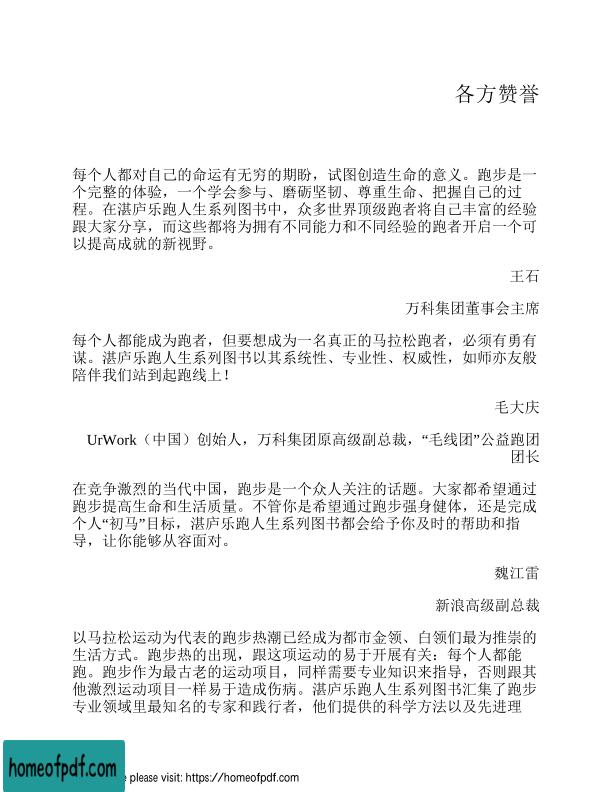 各方赞誉
每个人都对自己的命运有无穷的期盼，试图创造生命的意义。跑步是一
个完整的体验，一个学会参与、磨砺坚韧、尊重生命、把握自己的过
程。在湛庐乐跑人生系列图书中，众多世界顶级跑者将自己丰富的经验
跟大家分享，而这些都将为拥有不同能力和不同经验的跑者开启一个可
以提高成就的新视野。
王石
万科集团董事会主席
每个人都能成为跑者，但要想成为一名真正的马拉松跑者，必须有勇有
谋。湛庐乐跑人生系列图书以其系统性、专业性、权威性，如师亦友般
陪伴我们站到起跑线上！
毛大庆
UrWork（中国）创始人，万科集团原高级副总裁，“毛线团”公益跑团
团长
在竞争激烈的当代中国，跑步是一个众人关注的话题。大家都希望通过
跑步提高生命和生活质量。不管你是希望通过跑步强身健体，还是完成
个人“初马”目标，湛庐乐跑人生系列图书都会给予你及时的帮助和指
导，让你能够从容面对。
魏江雷
新浪高级副总裁
以马拉松运动为代表的跑步热潮已经成为都市金领、白领们最为推崇的
生活方式。跑步热的出现，跟这项运动的易于开展有关：每个人都能
跑。跑步作为最古老的运动项目，同样需要专业知识来指导，否则跟其
他激烈运动项目一样易于造成伤病。湛庐乐跑人生系列图书汇集了跑步
专业领域里最知名的专家和践行者，他们提供的科学方法以及先进理
homeofpdf.com
please visit: https://homeofpdf.com